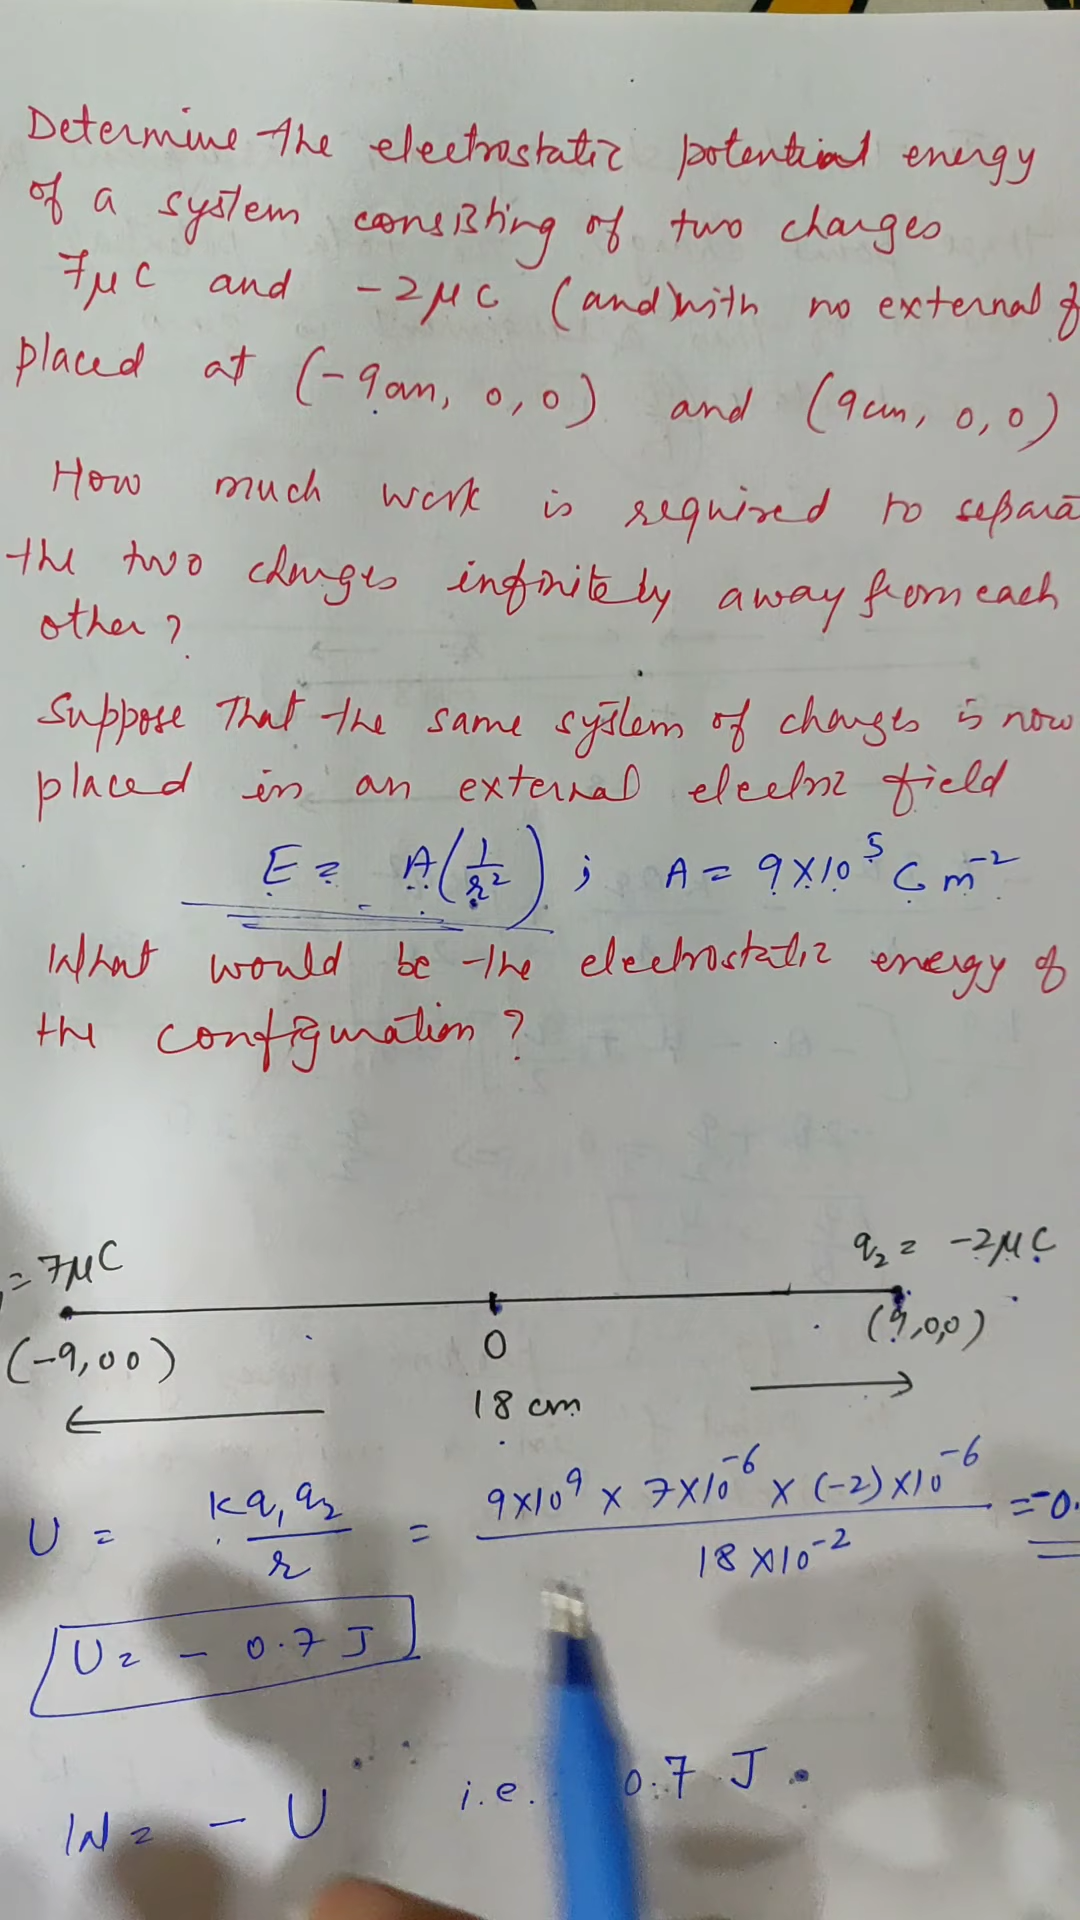 Determine the electrostatic potential energy
of a system consisting of two charges
7μC and -2μC (and) with no external f
placed at (-9cm, 0,0) and (9cm, 0,0)
How much work is required to separa
the two charges infinitely away from each
other?
Suppose that the same system of charges is now
placed in an external electric field
E = A(1/r²) ; A = 9×10⁵ C m⁻²
What would be the electrostatic energy of
the configuration?
= 7μC q₂ = -2μC
(-9,00) 0 (9,0,0)
18 cm
U = kq₁q₂/r = 9×10⁹ × 7×10⁻⁶ × (-2)×10⁻⁶/18×10⁻² = -0.
U = - 0.7 J
W = - U i.e. 0.7 J.